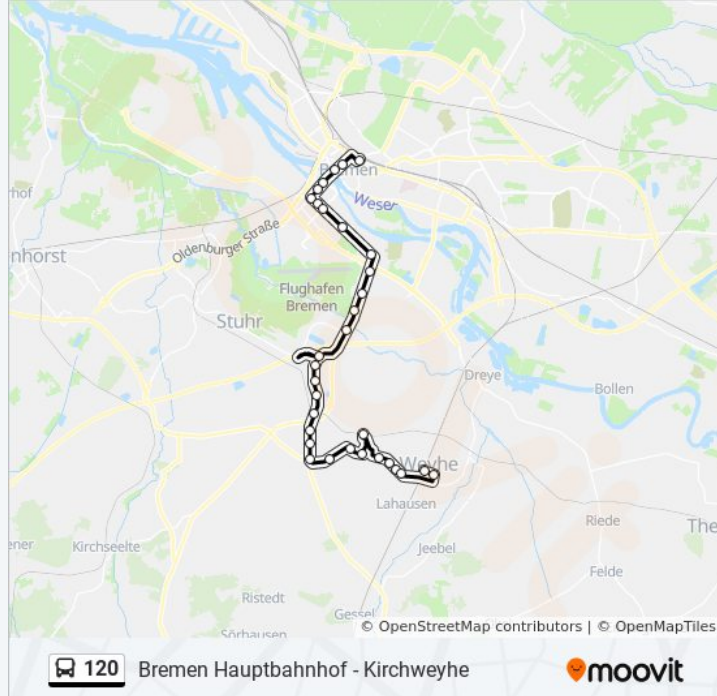 Bremen
rhof
Weser
Oldenburger Straße
nhorst
Flughafen
Bremen
Stuhr
Dreye
Bollen
Weyhe
Lahausen
Riede
The
ener
Kirchseelte
Jeebel
Felde
Ristedt
Gessel
Sörhausen
© OpenStreetMap contributors | © OpenMapTiles
120 Bremen Hauptbahnhof - Kirchweyhe
moovit